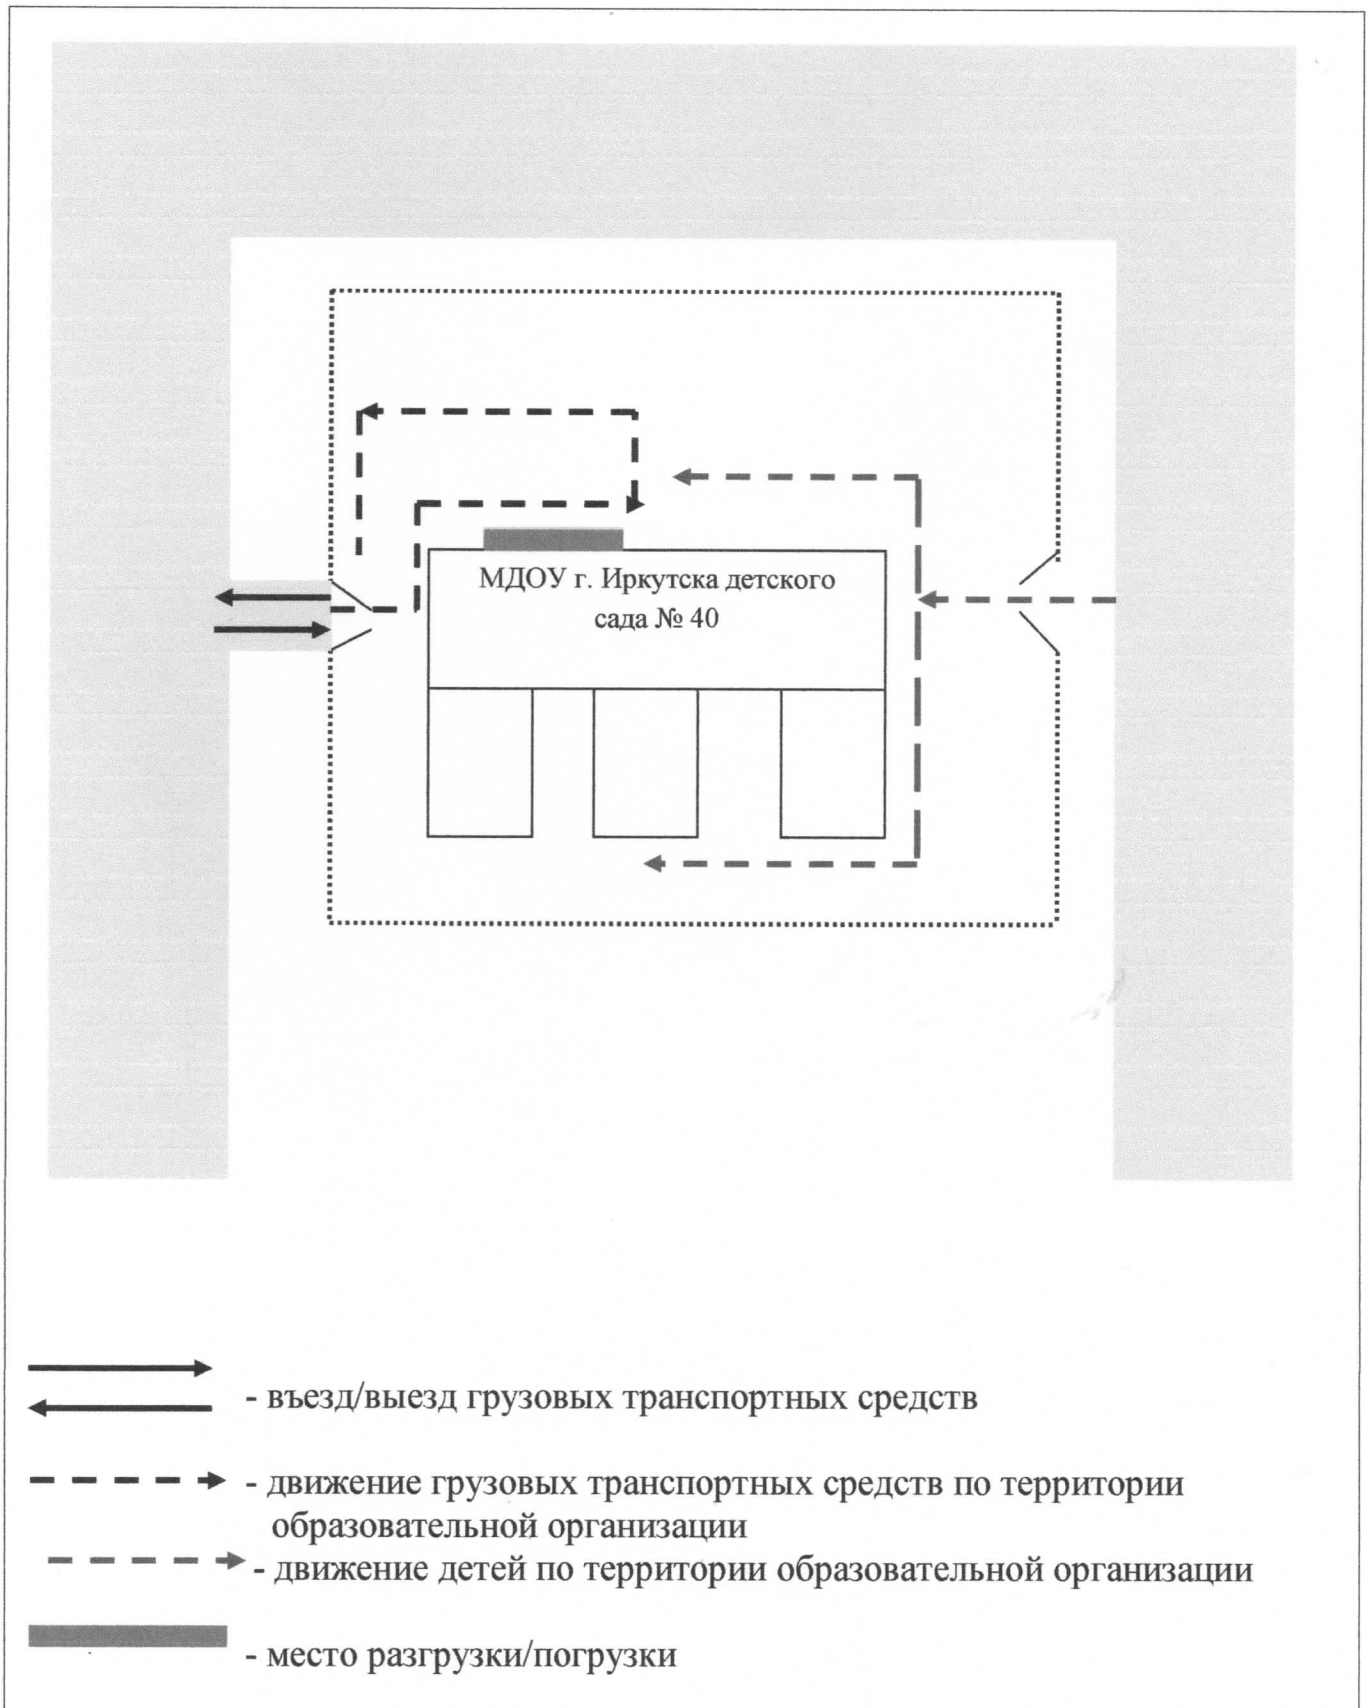 МДОУ г. Иркутска детского
сада № 40
- въезд/выезд грузовых транспортных средств
- движение грузовых транспортных средств по территории
образовательной организации
- движение детей по территории образовательной организации
- место разгрузки/погрузки